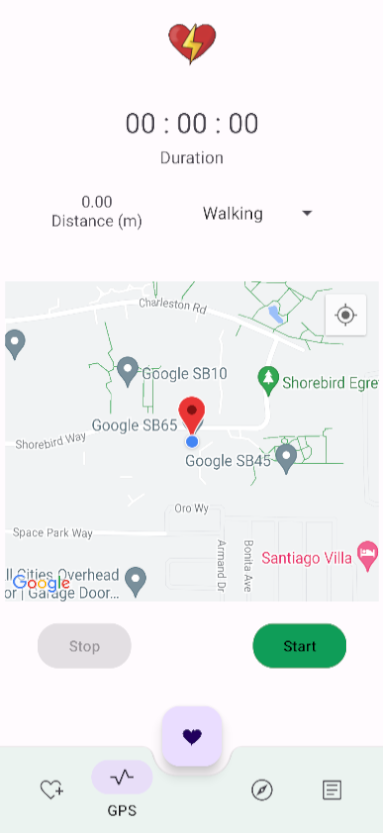 00 : 00 : 00
Duration
0.00
Distance (m)
Walking
Charleston Rd
Google SB10
Shorebird Egre
Google SB65
Shorebird Way
Google SB45
Oro Wy
Space Park Way
Armand Dr
Bonita Ave
Santiago Villa
ll Cities Overhead
or | Garage Door...
Google
Stop
Start
GPS